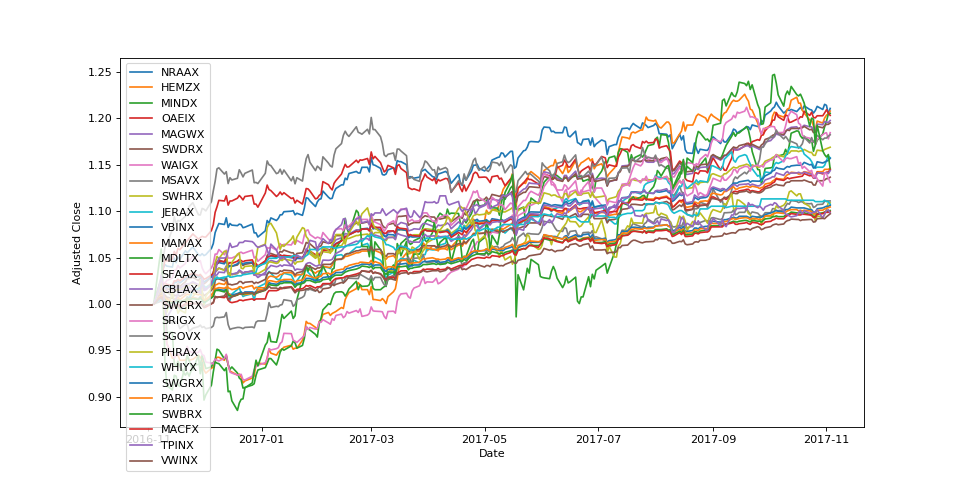 1.25
1.20
1.15
1.10
1.05
1.00
0.95
0.90
Adjusted Close
NRAAX
HEMZX
MINDX
OAEIX
MAGWX
SWDRX
WAIGX
MSAVX
SWHRX
JERAX
VBINX
MAMAX
MDLTX
SFAAX
CBLAX
SWCRX
SRIGX
SGOVX
PHRAX
WHIYX
SWGRX
PARIX
SWBRX
MACFX
TPINX
VWINX
2016-11 2017-01 2017-03 2017-05 2017-07 2017-09 2017-11
Date